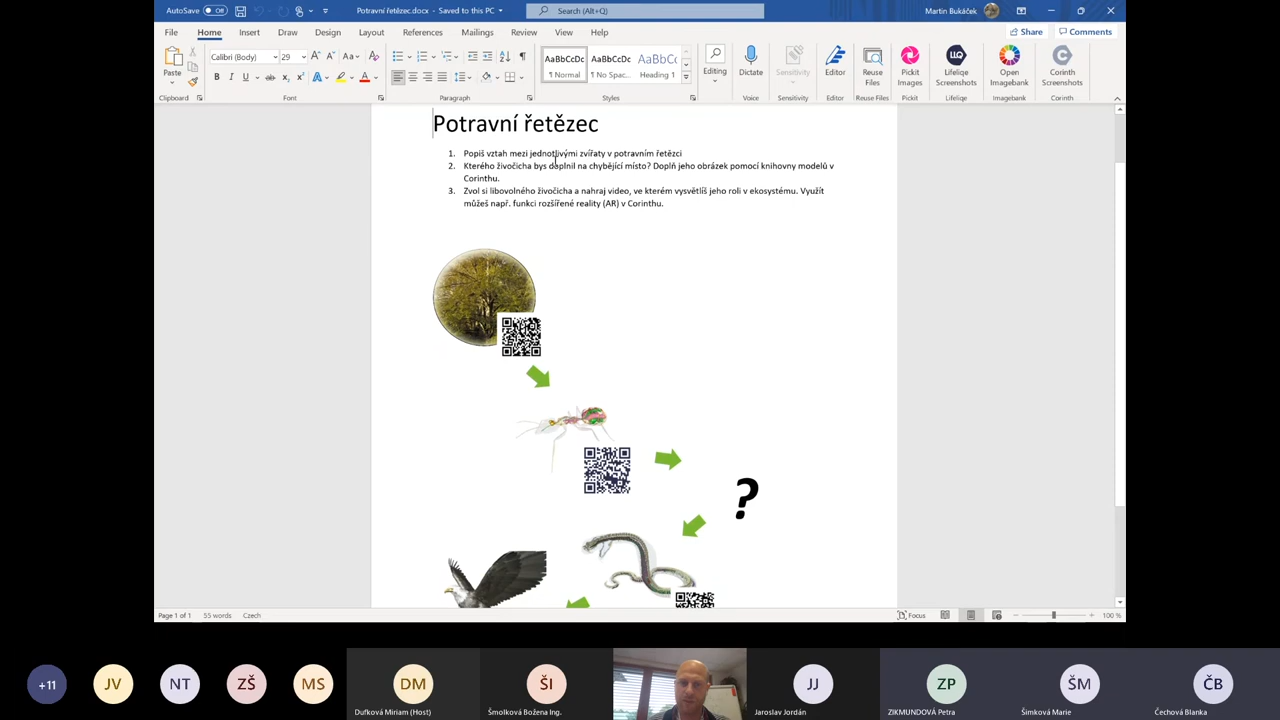 AutoSave Off Potravní řetězec.docx - Saved to this PC Search (Alt+Q) Martin Bukáček
File Home Insert Draw Design Layout References Mailings Review View Help Share Comments
Paste
Clipboard
Calibri (Body) 29
Font
Paragraph
AaBbCcDc AaBbCcDc AaBbCc
¶ Normal ¶ No Spac... Heading 1
Styles
Editing
Dictate
Voice
Sensitivity
Sensitivity
Editor
Editor
Reuse Files
Reuse Files
Pickit Images
Pickit
Lifeliqe Screenshots
Lifeliqe
Open Imagebank
Imagebank
Corinth Screenshots
Corinth
Potravní řetězec
1. Popiš vztah mezi jednotlivými zvířaty v potravním řetězci
2. Kterého živočicha bys doplnil na chybějící místo? Doplň jeho obrázek pomocí knihovny modelů v
Corinthu.
3. Zvol si libovolného živočicha a nahraj video, ve kterém vysvětlíš jeho roli v ekosystému. Využít
můžeš např. funkci rozšířené reality (AR) v Corinthu.
?
Page 1 of 1 55 words Czech Focus 100 %
+11 JV NT ZŠ MS DM ŠI JJ ZP ŠM ČB
Dufková Miriam (Host) Šmolková Božena Ing. Jaroslav Jordán ZIKMUNDOVÁ Petra Šimková Marie Čechová Blanka